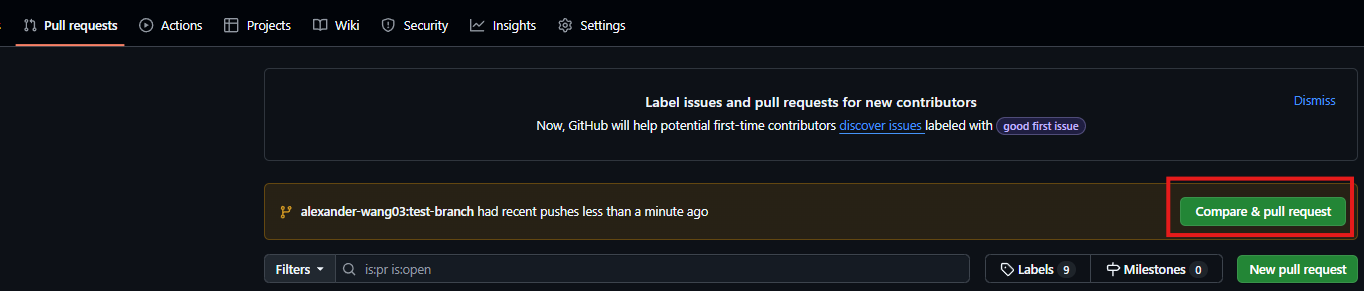 Pull requests Actions Projects Wiki Security Insights Settings
Label issues and pull requests for new contributors
Dismiss
Now, GitHub will help potential first-time contributors discover issues labeled with good first issue
alexander-wang03:test-branch had recent pushes less than a minute ago
Compare & pull request
Filters is:pr is:open Labels 9 Milestones 0 New pull request